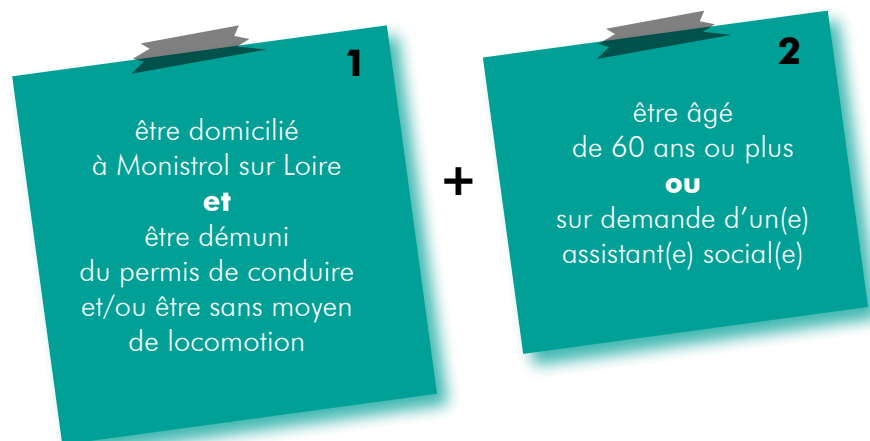 1
être domicilié
à Monistrol sur Loire
et
être démuni
du permis de conduire
et/ou être sans moyen
de locomotion
+
2
être âgé
de 60 ans ou plus
ou
sur demande d'un(e)
assistant(e) social(e)